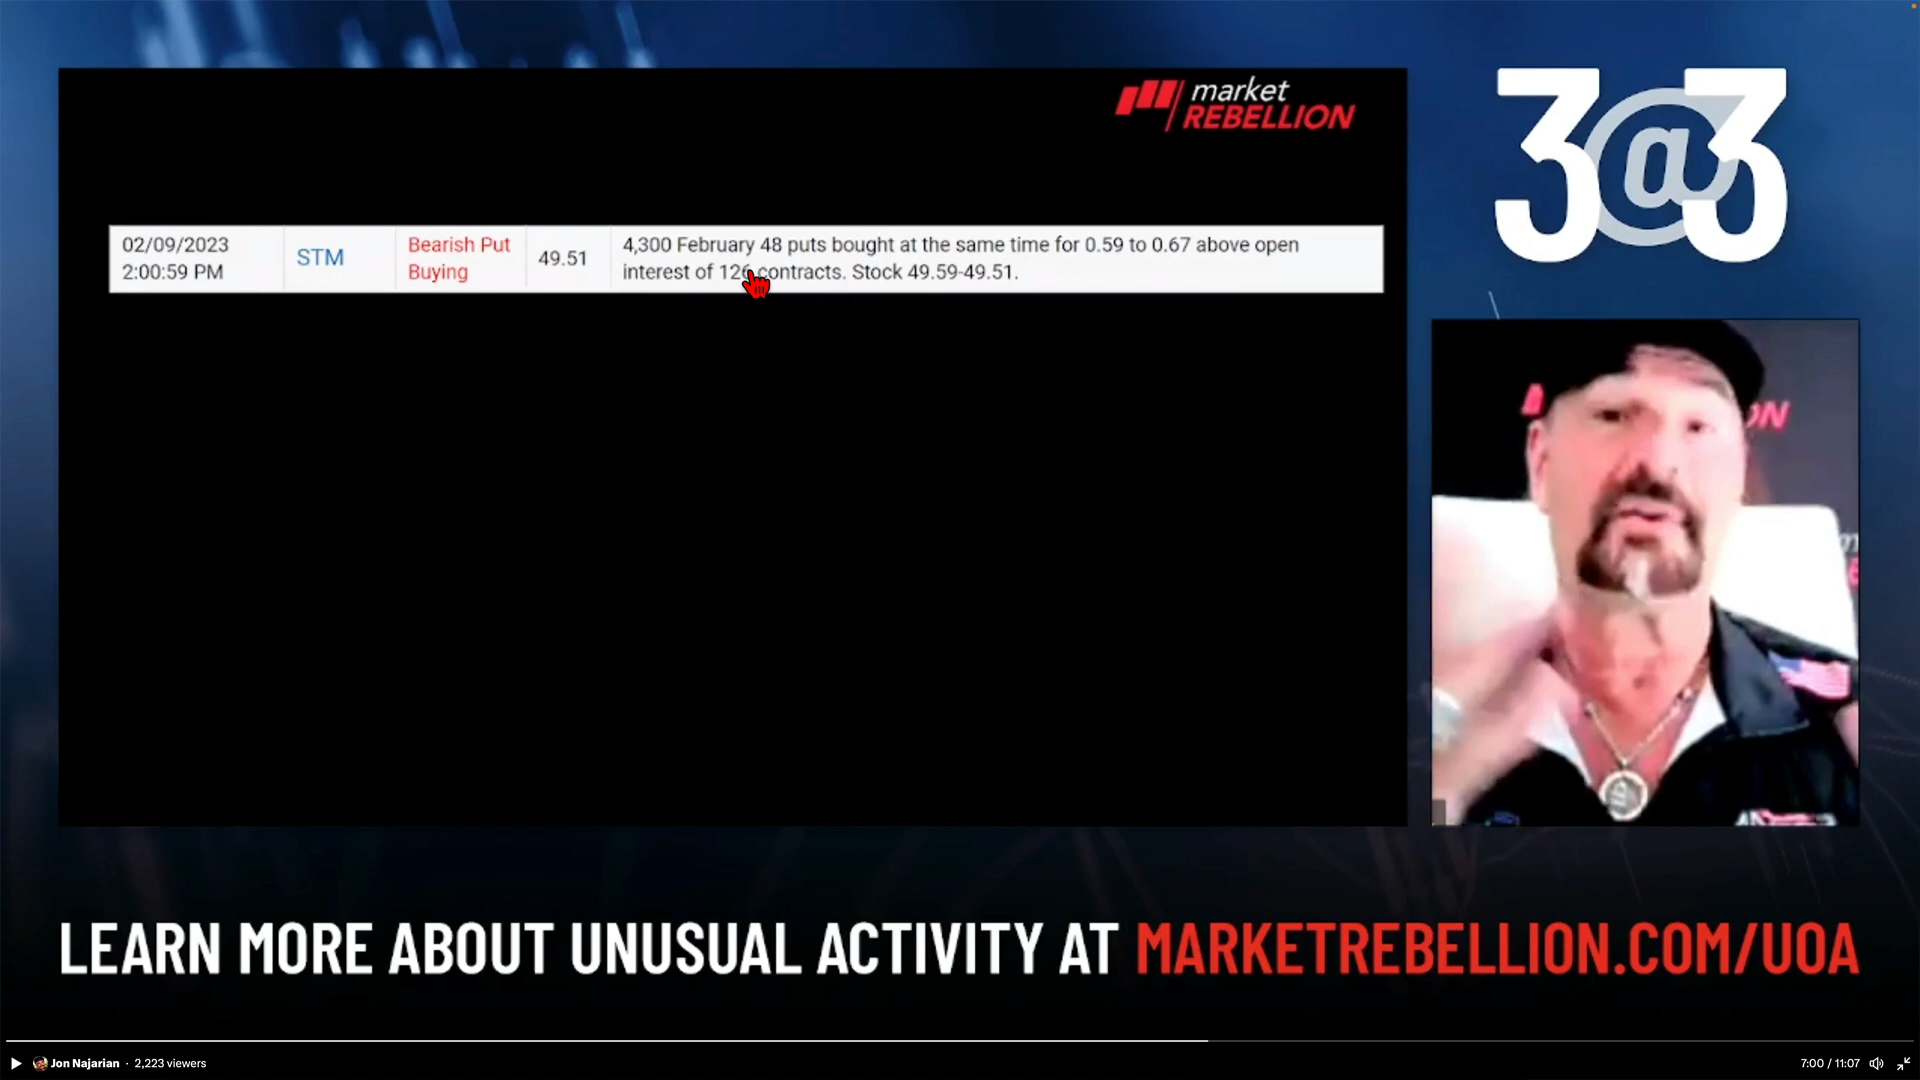 market
REBELLION
3@3
02/09/2023
2:00:59 PM
STM
Bearish Put
Buying
49.51
4,300 February 48 puts bought at the same time for 0.59 to 0.67 above open
interest of 126 contracts. Stock 49.59-49.51.
ON
LEARN MORE ABOUT UNUSUAL ACTIVITY AT MARKETREBELLION.COM/UOA
Jon Najarian · 2,223 viewers
7:00 / 11:07